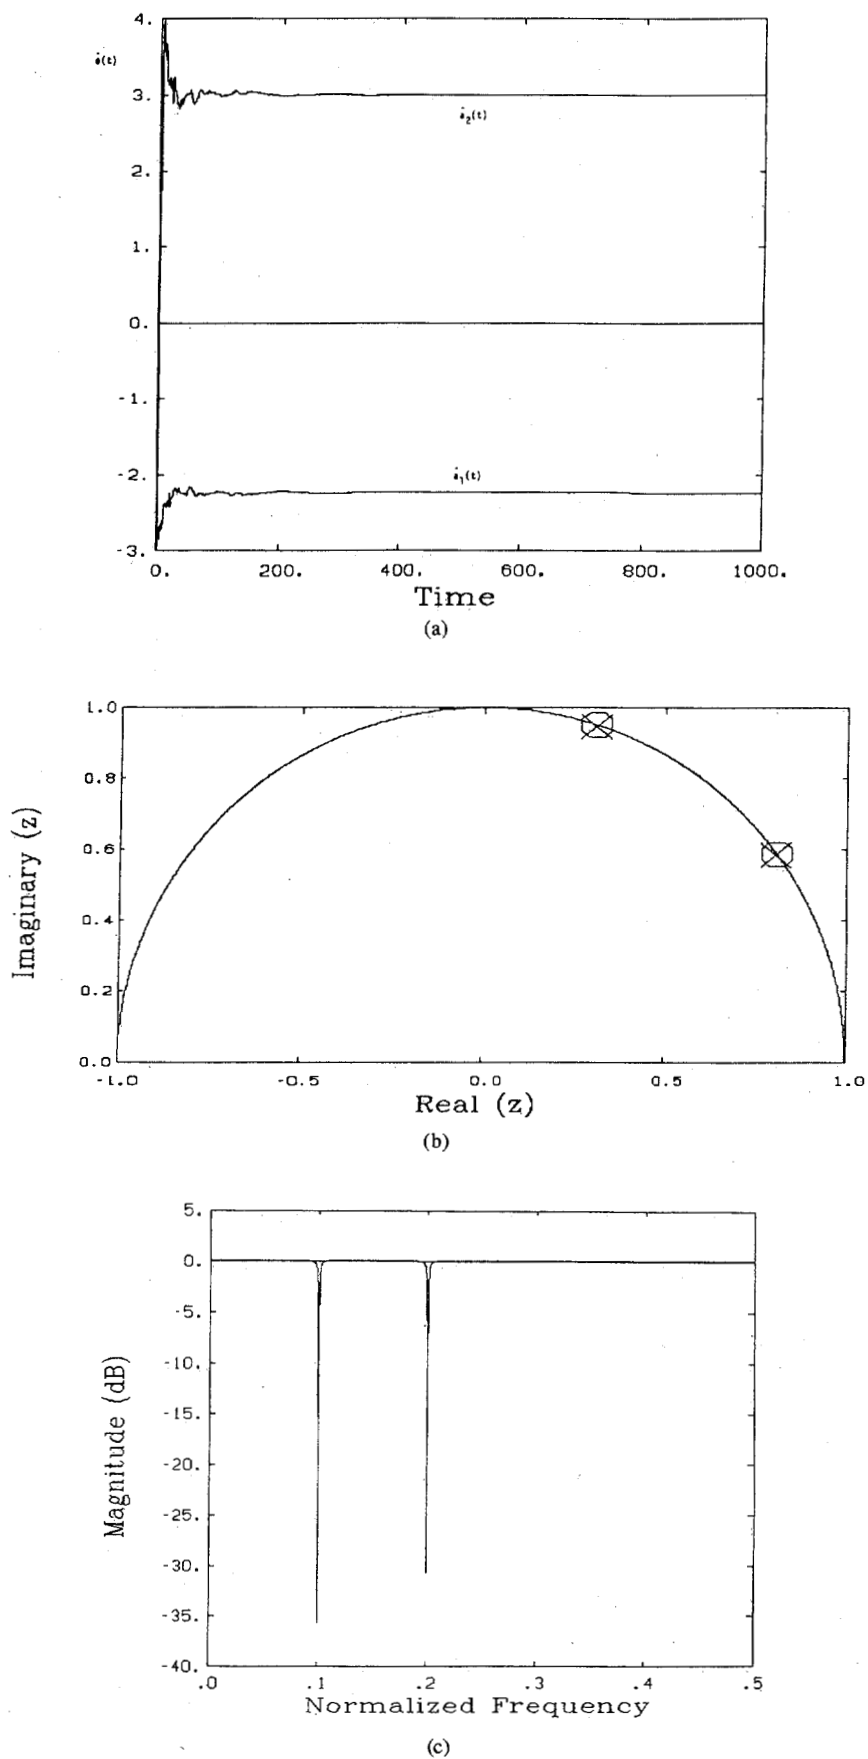 4.
â(t)
3.
â₂(t)
2.
1.
0.
-1.
-2.
â₁(t)
-3.
0. 200. 400. 600. 800. 1000.
Time
(a)
1.0
0.8
0.6
0.4
0.2
0.0
Imaginary (z)
-1.0 -0.5 0.0 0.5 1.0
Real (z)
(b)
5.
0.
-5.
-10.
-15.
-20.
-25.
-30.
-35.
-40.
Magnitude (dB)
.0 .1 .2 .3 .4 .5
Normalized Frequency
(c)